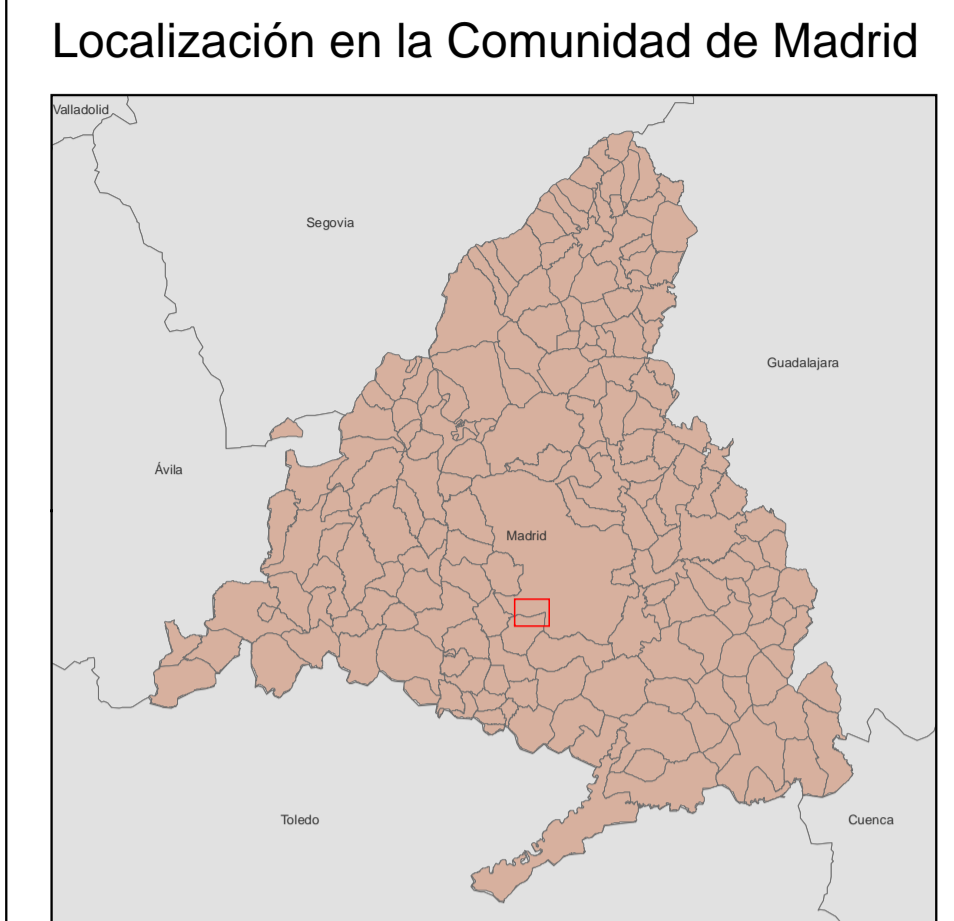 Localización en la Comunidad de Madrid
Valladolid
Segovia
Guadalajara
Ávila
Madrid
Toledo
Cuenca